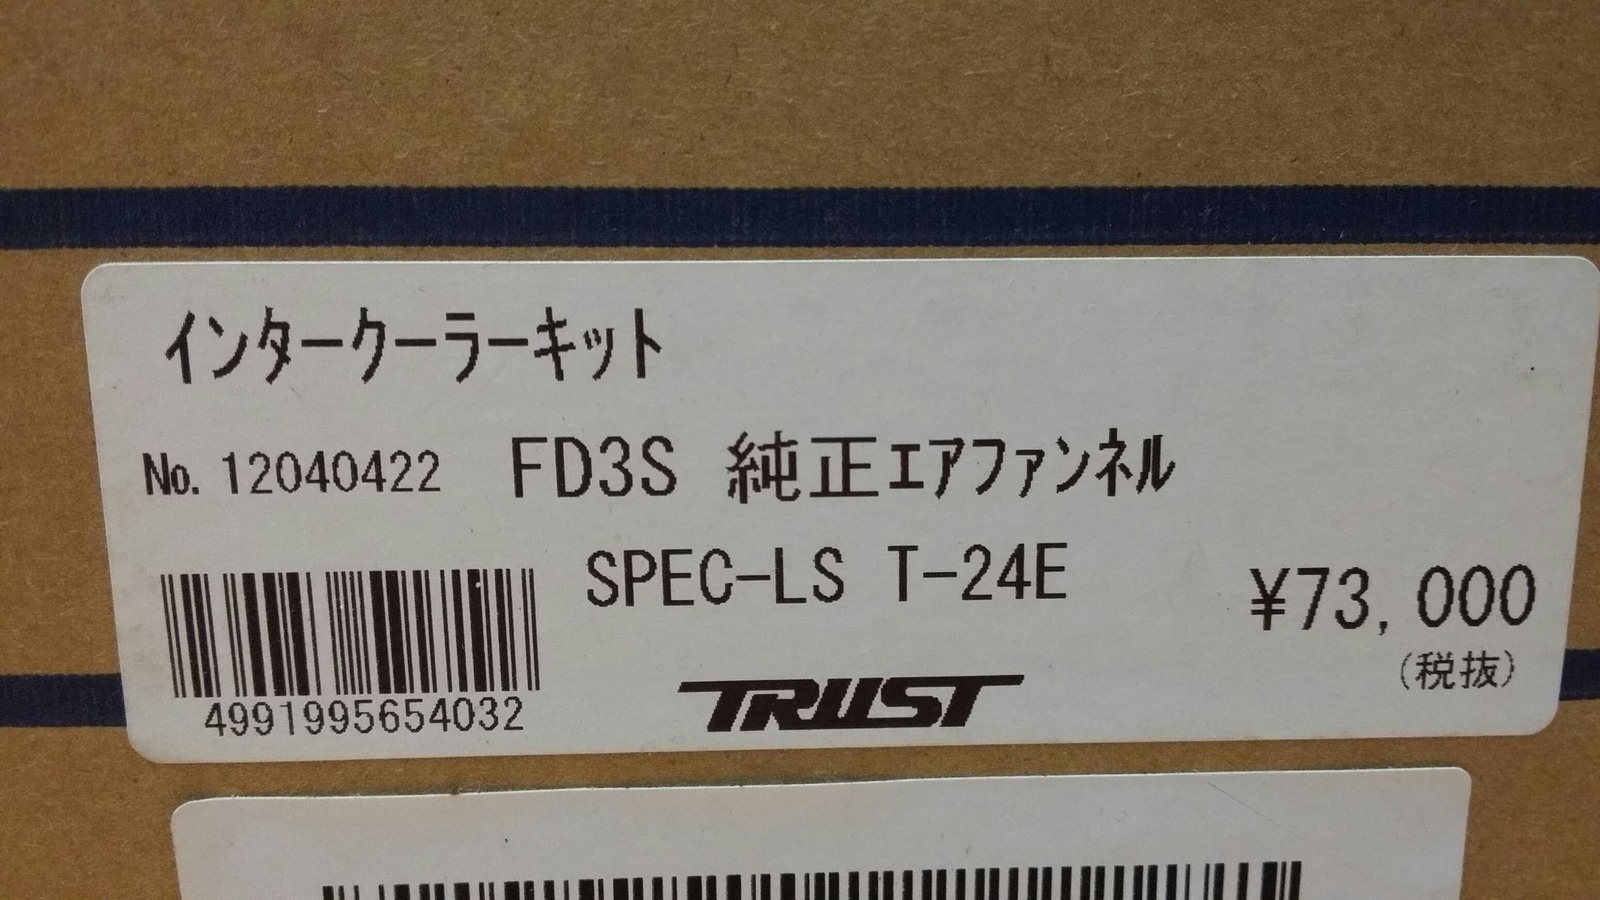 インタークーラーキット
No. 12040422 FD3S 純正エアファンネル
SPEC-LS T-24E
¥73,000
(税抜)
4991995654032
TRUST